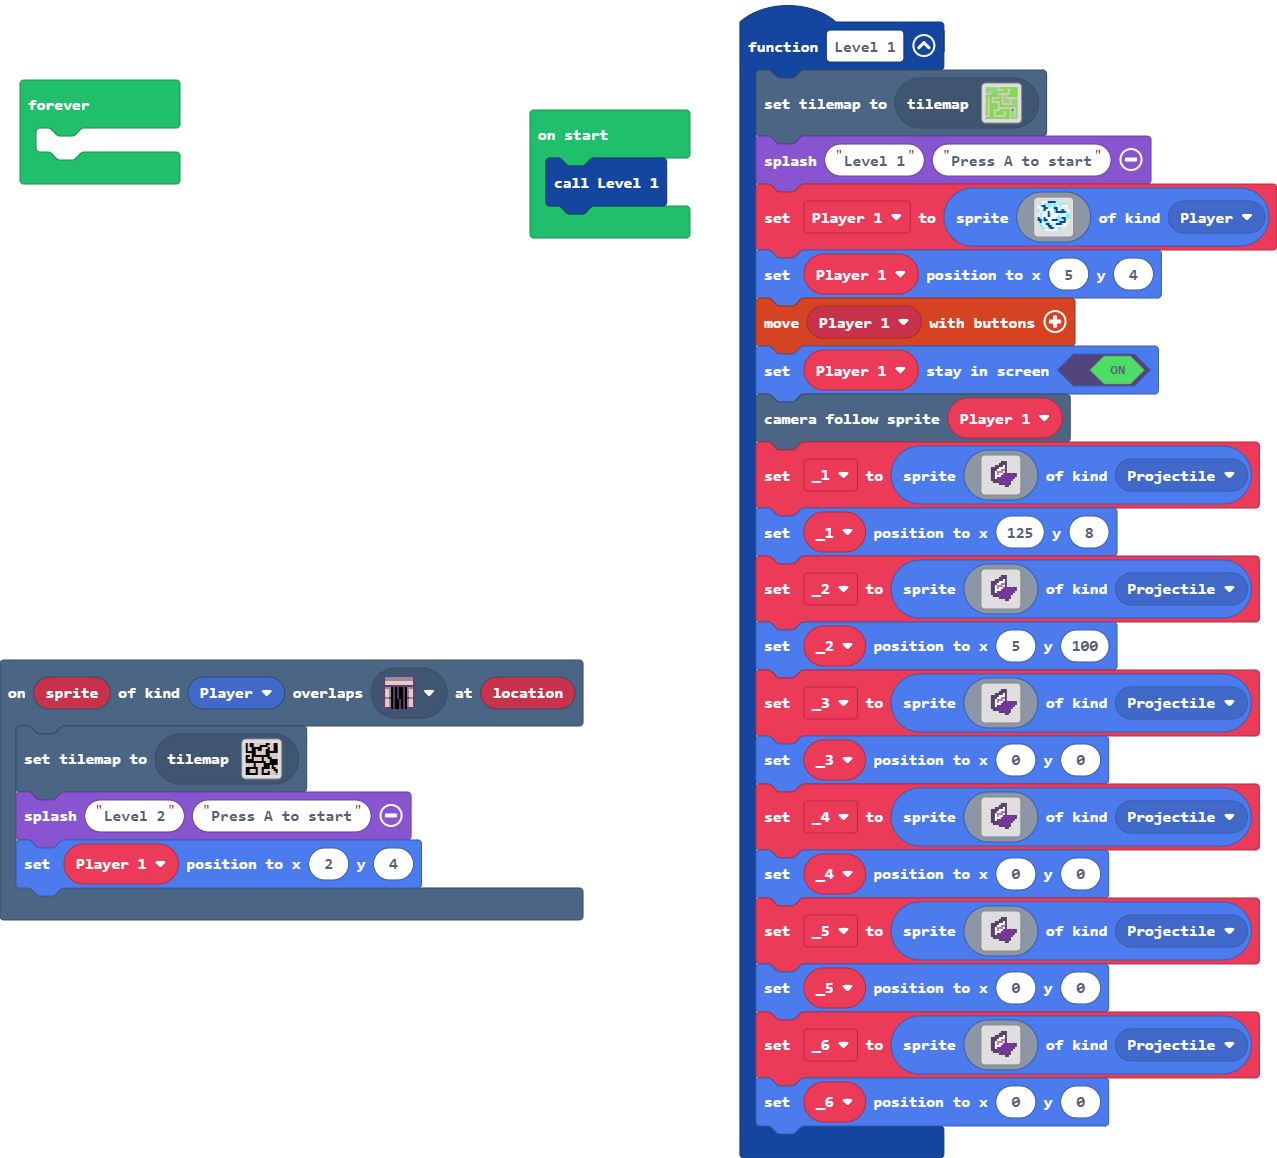 forever
on start
call Level 1
on sprite of kind Player overlaps at location
set tilemap to tilemap
splash "Level 2" "Press A to start"
set Player 1 position to x 2 y 4
function Level 1
set tilemap to tilemap
splash "Level 1" "Press A to start"
set Player 1 to sprite of kind Player
set Player 1 position to x 5 y 4
move Player 1 with buttons
set Player 1 stay in screen ON
camera follow sprite Player 1
set _1 to sprite of kind Projectile
set _1 position to x 125 y 8
set _2 to sprite of kind Projectile
set _2 position to x 5 y 100
set _3 to sprite of kind Projectile
set _3 position to x 0 y 0
set _4 to sprite of kind Projectile
set _4 position to x 0 y 0
set _5 to sprite of kind Projectile
set _5 position to x 0 y 0
set _6 to sprite of kind Projectile
set _6 position to x 0 y 0